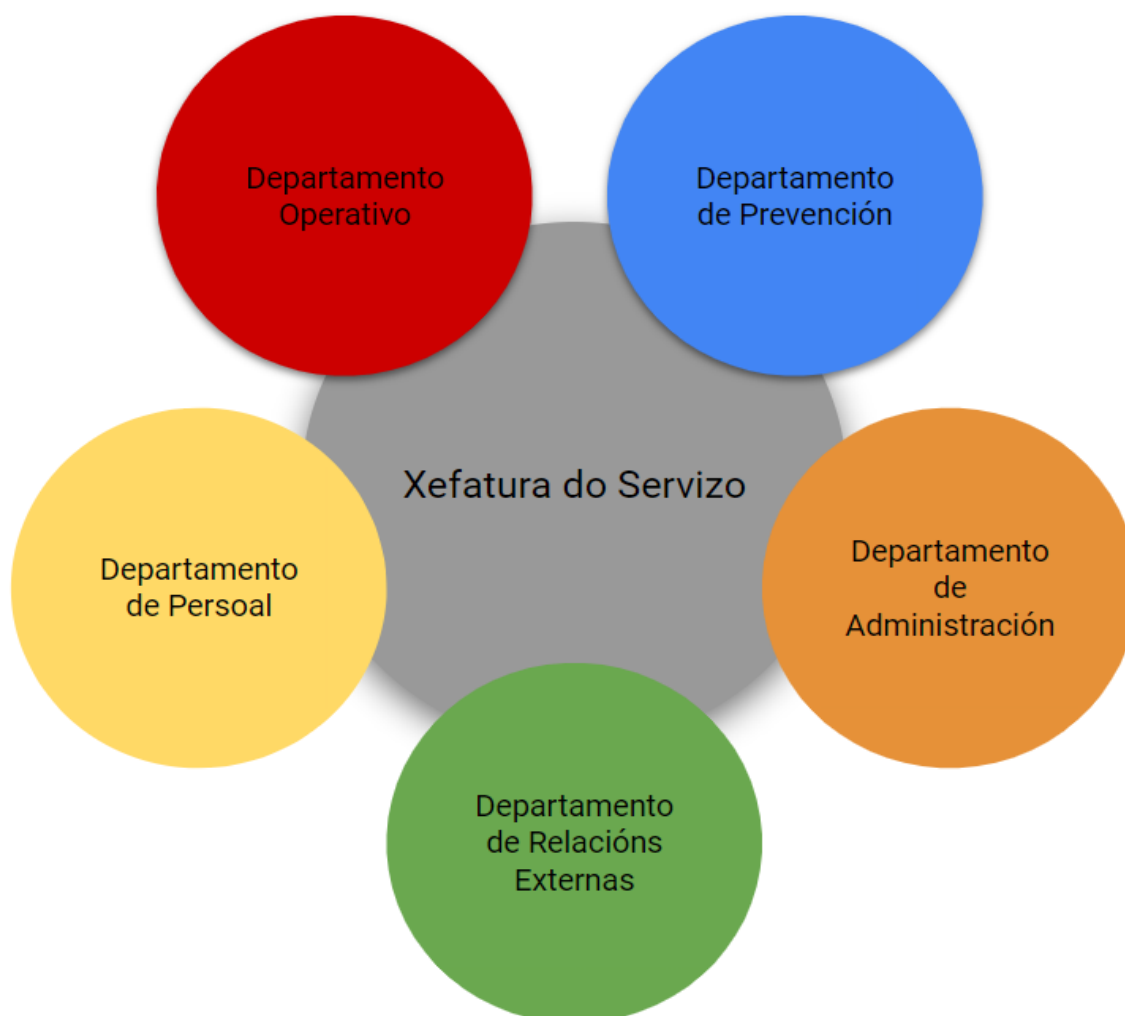 Departamento
Operativo
Departamento
de Prevención
Xefatura do Servizo
Departamento
de Persoal
Departamento
de
Administración
Departamento
de Relacións
Externas